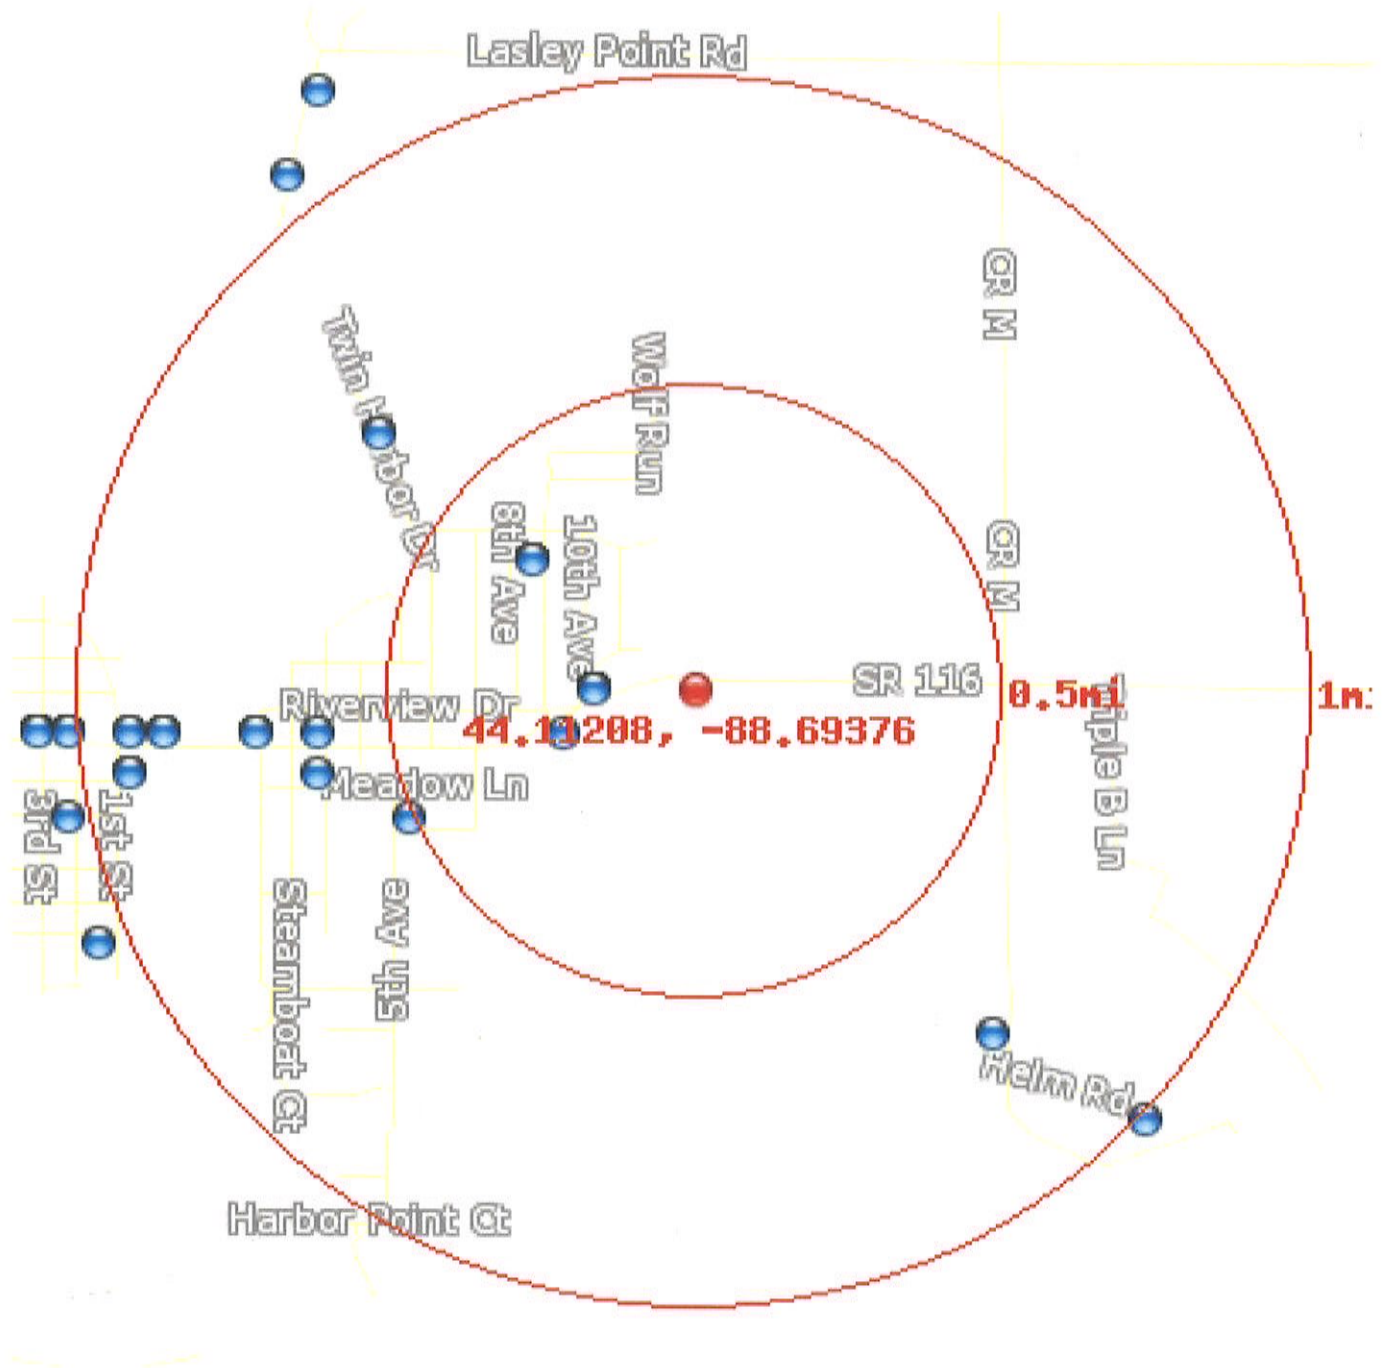 Lasley Point Rd
CR M
Twin Harbor Dr
Wolf Run
8th Ave
10th Ave
CR M
SR 116
0.5mi
1mi
Riverview Dr
44.11208, -88.69376
Triple B Ln
Meadow Ln
3rd St
1st St
Steamboat Ct
5th Ave
Helm Rd
Harbor Point Ct